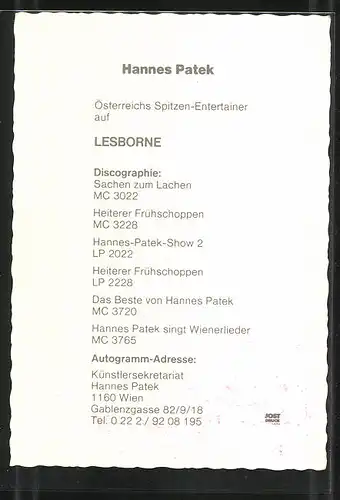 Hannes Patek
Österreichs Spitzen-Entertainer
auf
LESBORNE
Discographie:
Sachen zum Lachen
MC 3022
Heiterer Frühschoppen
MC 3228
Hannes-Patek-Show 2
LP 2022
Heiterer Frühschoppen
LP 2228
Das Beste von Hannes Patek
MC 3720
Hannes Patek singt Wienerlieder
MC 3765
Autogramm-Adresse:
Künstlersekretariat
Hannes Patek
1160 Wien
Gablenzgasse 82/9/18
Tel. 0 22 2 / 92 08 195
JOST
DRUCK